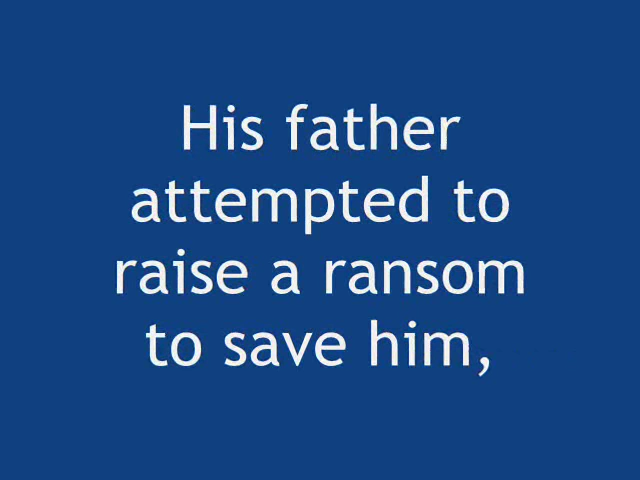 His father
attempted to
raise a ransom
to save him,